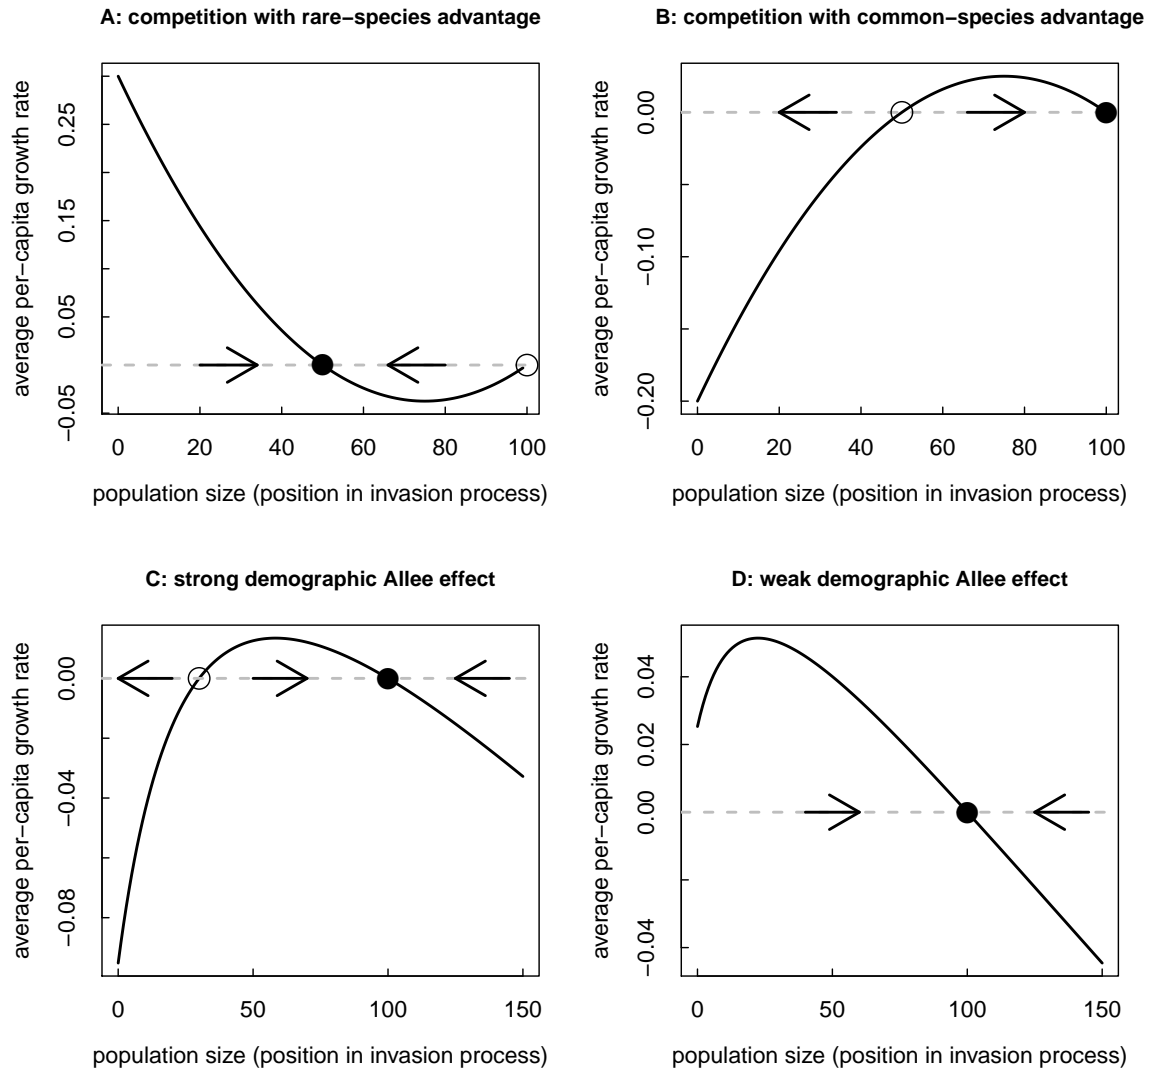 A: competition with rare−species advantage
average per−capita growth rate
0.25
0.15
0.05
−0.05
0 20 40 60 80 100
population size (position in invasion process)
B: competition with common−species advantage
average per−capita growth rate
0.00
−0.10
−0.20
0 20 40 60 80 100
population size (position in invasion process)
C: strong demographic Allee effect
average per−capita growth rate
0.00
−0.04
−0.08
0 50 100 150
population size (position in invasion process)
D: weak demographic Allee effect
average per−capita growth rate
0.04
0.02
0.00
−0.04
0 50 100 150
population size (position in invasion process)